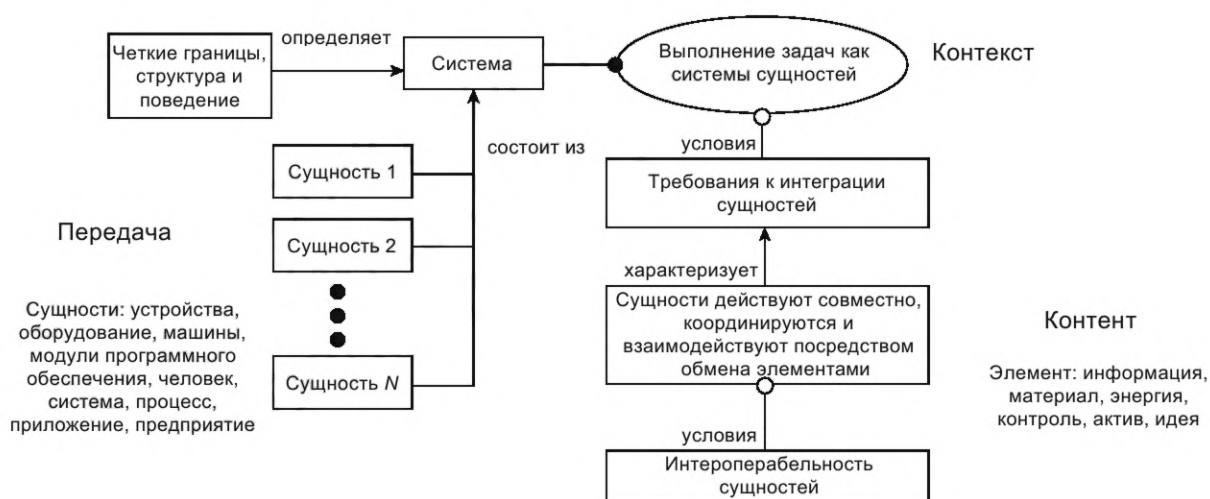 Четкие границы,
структура и
поведение
определяет
Система
Выполнение задач как
системы сущностей
Контекст
состоит из
условия
Сущность 1
Требования к интеграции
сущностей
Передача
Сущность 2
характеризует
Сущности: устройства,
оборудование, машины,
модули программного
обеспечения, человек,
система, процесс,
приложение, предприятие
Сущность N
Сущности действуют совместно,
координируются и
взаимодействуют посредством
обмена элементами
Контент
Элемент: информация,
материал, энергия,
контроль, актив, идея
условия
Интероперабельность
сущностей